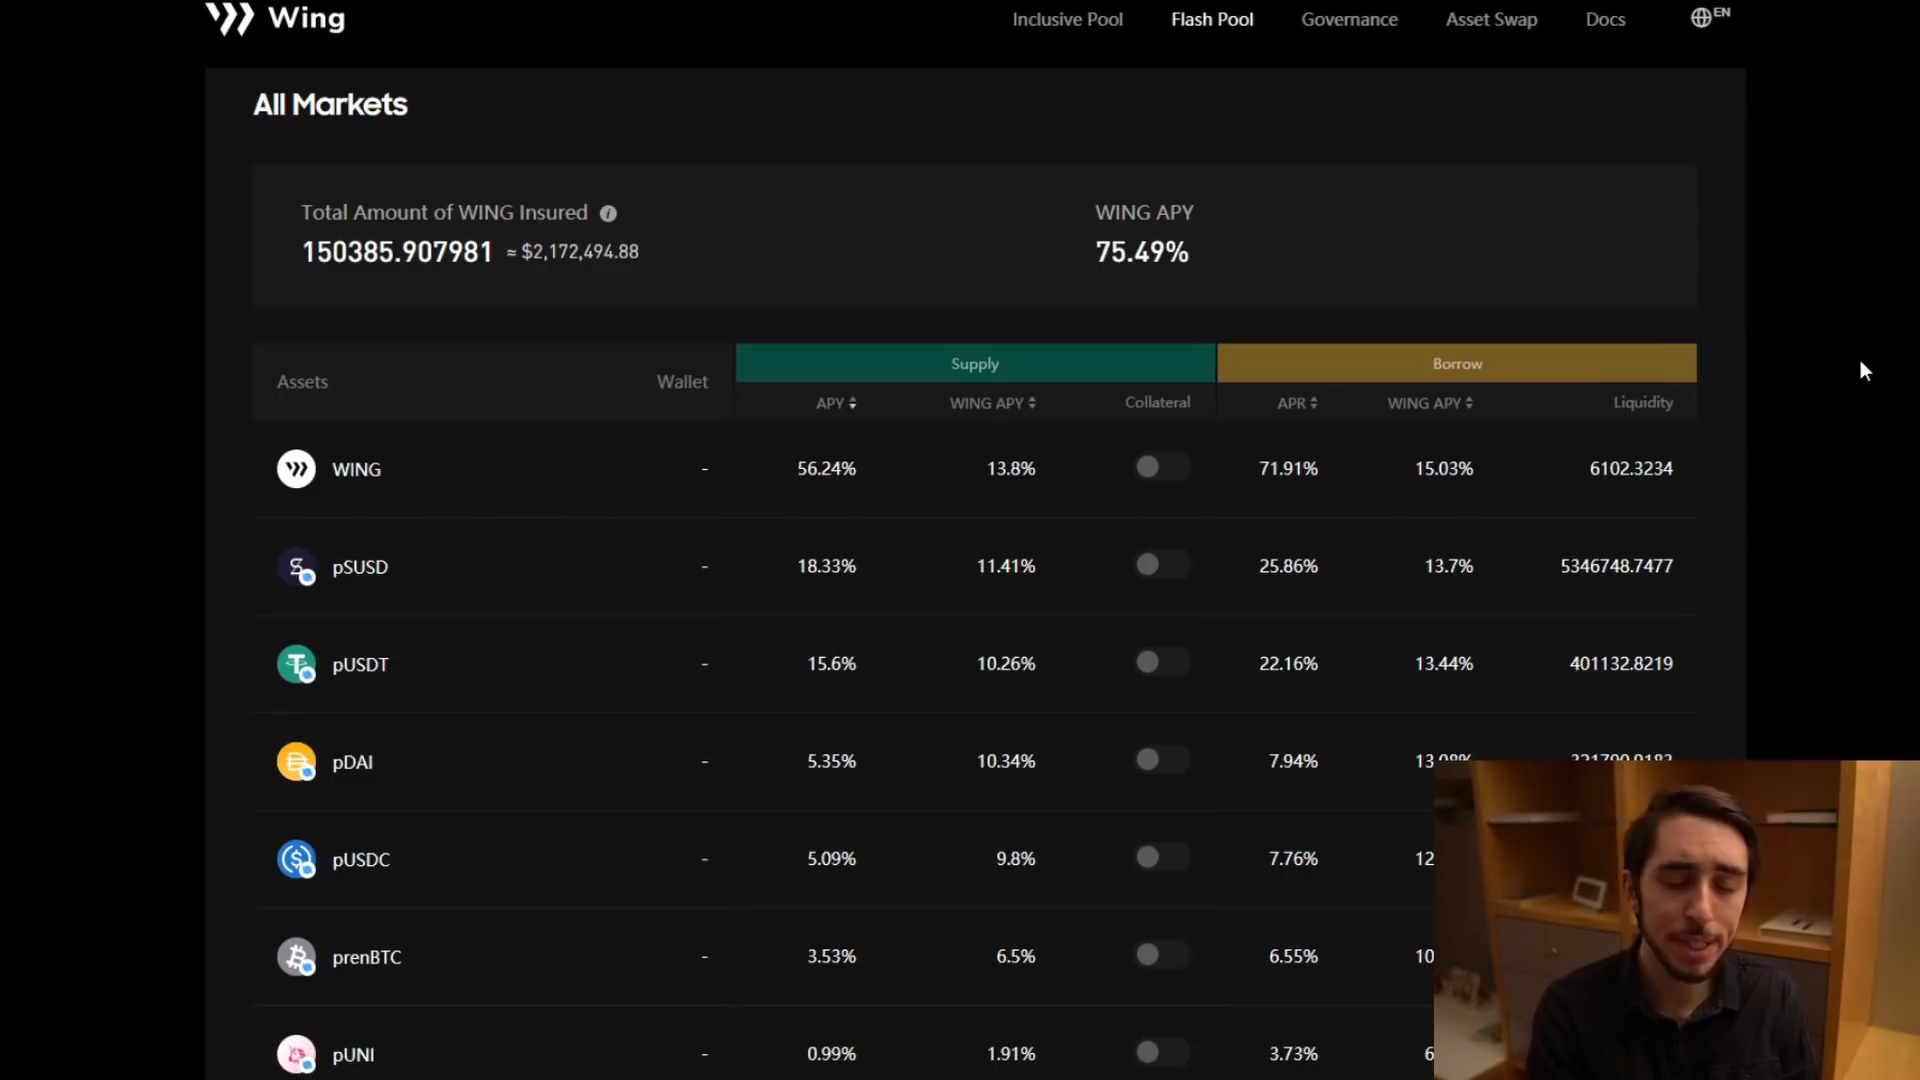 Wing
Inclusive Pool Flash Pool Governance Asset Swap Docs EN
All Markets
Total Amount of WING Insured WING APY
150385.907981 ≈ $2,172,494.88 75.49%
Assets Wallet Supply Borrow
APY WING APY Collateral APR WING APY Liquidity
WING - 56.24% 13.8% 71.91% 15.03% 6102.3234
pSUSD - 18.33% 11.41% 25.86% 13.7% 5346748.7477
pUSDT - 15.6% 10.26% 22.16% 13.44% 401132.8219
pDAI - 5.35% 10.34% 7.94%
pUSDC - 5.09% 9.8% 7.76% 12
prenBTC - 3.53% 6.5% 6.55% 10
pUNI - 0.99% 1.91% 3.73% 6